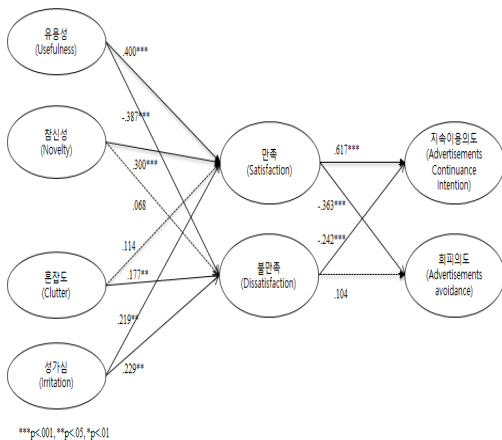 유용성
(Usefulness)
참신성
(Novelty)
혼잡도
(Clutter)
성가심
(Irritation)
.400***
-.387***
.300***
.068
.114
.177**
.219**
.229**
만족
(Satisfaction)
불만족
(Dissatisfaction)
.617***
-.363***
-.242***
.104
지속이용의도
(Advertisements
Continuance
Intention)
회피의도
(Advertisements
avoidance)
***p<.001, **p<.05, *p<.01